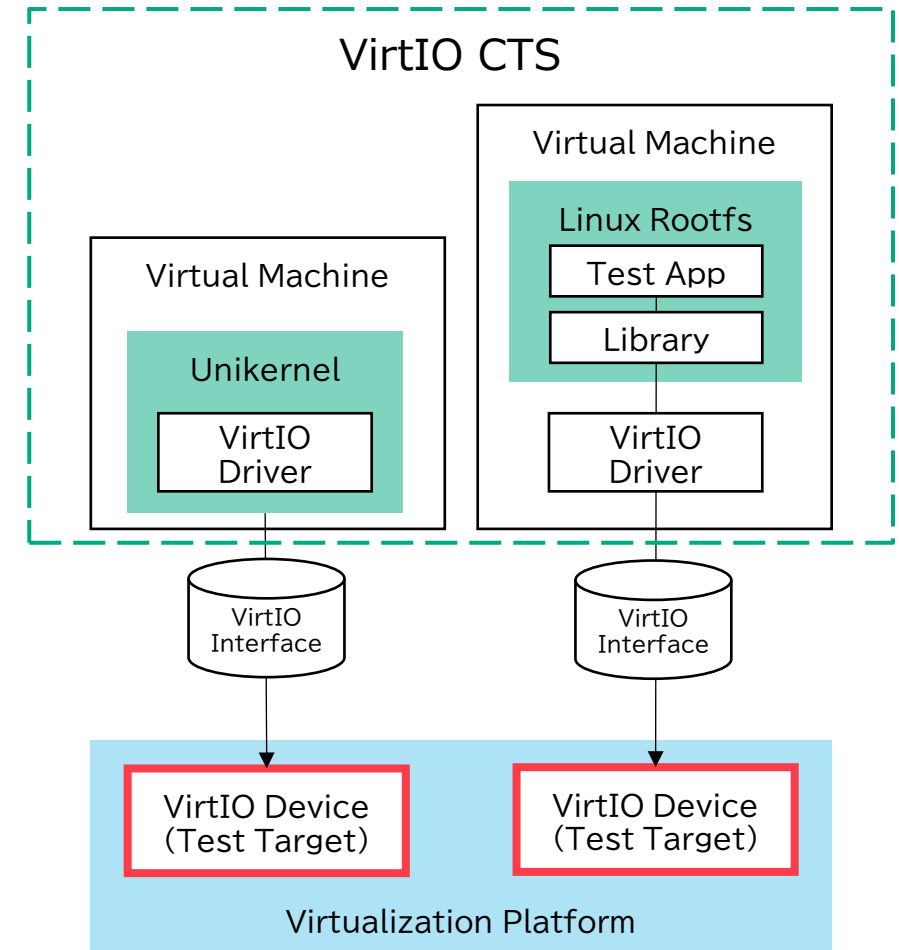 VirtIO CTS
Virtual Machine
Unikernel
VirtIO
Driver
VirtIO
Interface
VirtIO Device
(Test Target)
Virtual Machine
Linux Rootfs
Test App
Library
VirtIO
Driver
VirtIO
Interface
VirtIO Device
(Test Target)
Virtualization Platform